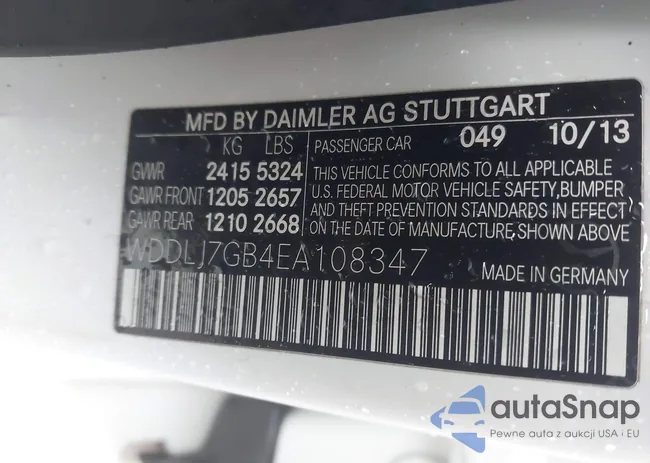 MFD BY DAIMLER AG STUTTGART
KG LBS PASSENGER CAR 049 10/13
GVWR 2415 5324
GAWR FRONT 1205 2657
GAWR REAR 1210 2668
THIS VEHICLE CONFORMS TO ALL APPLICABLE
U.S. FEDERAL MOTOR VEHICLE SAFETY, BUMPER
AND THEFT PREVENTION STANDARDS IN EFFECT
ON THE DATE OF MANUFACTURE, SHOWN ABOVE.
WDDLJ7GB4EA108347
MADE IN GERMANY
autaSnap
Pewne auta z aukcji USA i EU